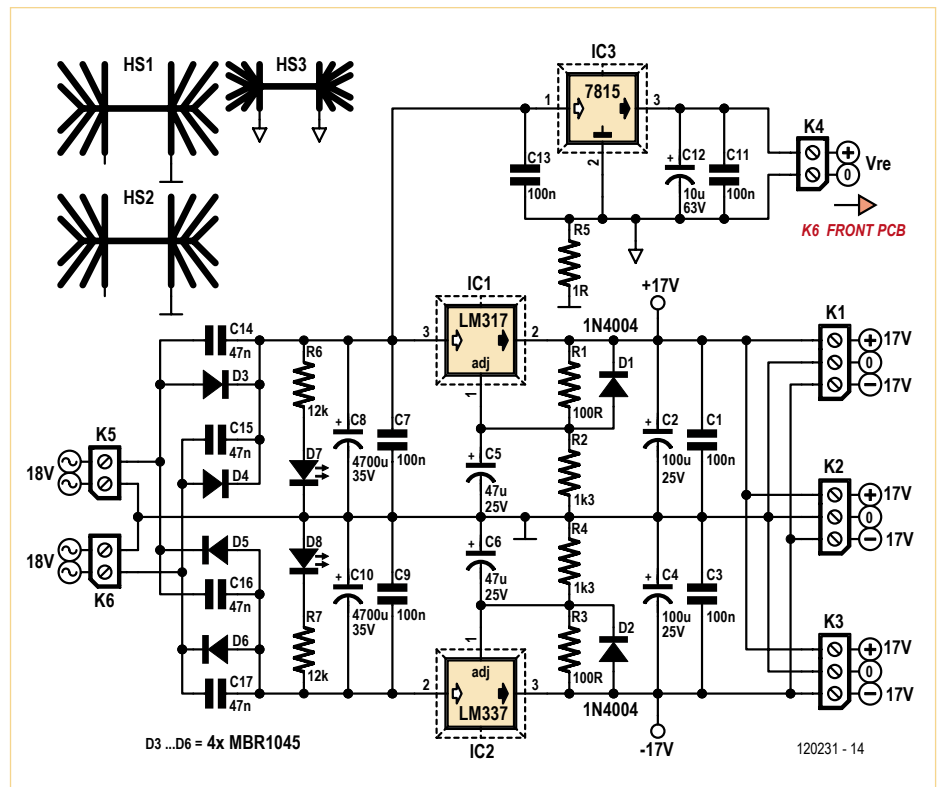 HS1
HS3
HS2
IC3
7815
1
3
2
C13
100n
C12
+
10u
63V
C11
100n
K4
+
0
Vre
K6 FRONT PCB
R5
1R
IC1
LM317
adj
3
2
1
1N4004
+17V
K1
+ 17V
0
− 17V
C14
47n
D3
C15
47n
D4
R6
12k
D7
C8
+
4700u
35V
C7
100n
R1
100R
D1
R2
1k3
C5
+
47u
25V
C2
+
100u
25V
C1
100n
K5
18V
18V
K6
K2
+ 17V
0
− 17V
D5
C16
47n
D6
C17
47n
D8
R7
12k
C10
+
4700u
35V
C9
100n
C6
+
47u
25V
R4
1k3
R3
100R
D2
C4
+
100u
25V
C3
100n
K3
+ 17V
0
− 17V
1
adj
LM337
2
3
IC2
1N4004
-17V
D3 ...D6 = 4x MBR1045
120231 - 14